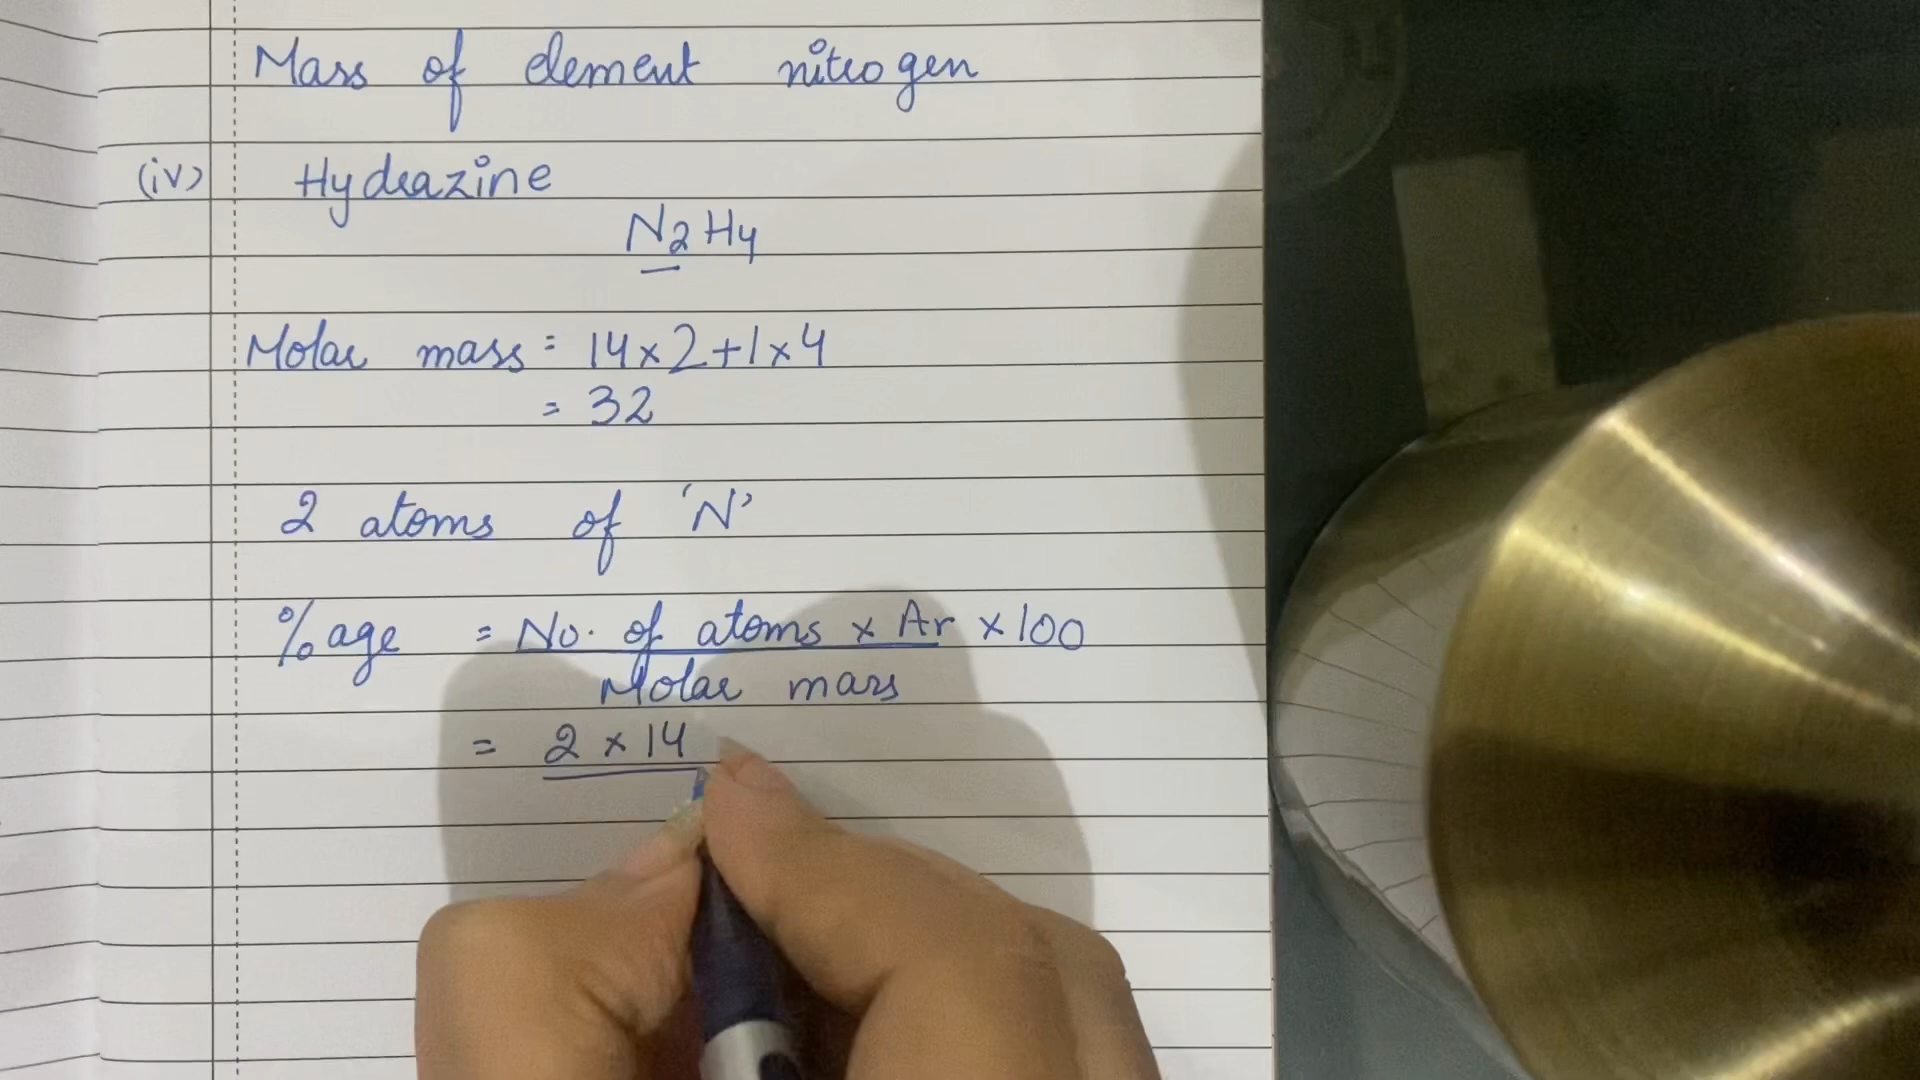 Mass of element nitrogen
(iv) Hydrazine
N2H4
Molar mass = 14 × 2 + 1 × 4
= 32
2 atoms of 'N'
%age = No. of atoms × Ar × 100
Molar mass
= 2 × 14